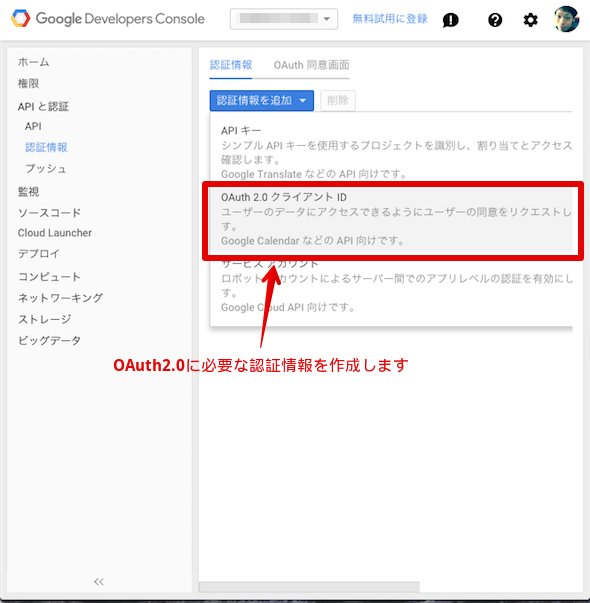 Google Developers Console
無料試用に登録
ホーム
権限
API と認証
API
認証情報
プッシュ
監視
ソースコード
Cloud Launcher
デプロイ
コンピュート
ネットワーキング
ストレージ
ビッグデータ
認証情報
OAuth 同意画面
認証情報を追加
削除
API キー
シンプル API キーを使用するプロジェクトを識別し、割り当てとアクセス
確認します。
Google Translate などの API 向けです。
OAuth 2.0 クライアント ID
ユーザーのデータにアクセスできるようにユーザーの同意をリクエストし
す。
Google Calendar などの API 向けです。
サービス アカウント
ロボット アカウントによるサーバー間でのアプリレベルの認証を有効にし
す。
Google Cloud API 向けです。
OAuth2.0に必要な認証情報を作成します